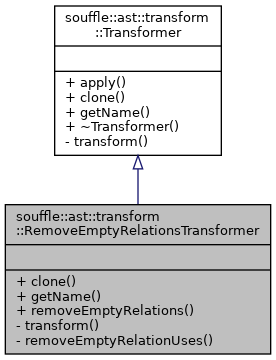 souffle::ast::transform
::Transformer
+ apply()
+ clone()
+ getName()
+ ~Transformer()
- transform()
souffle::ast::transform
::RemoveEmptyRelationsTransformer
+ clone()
+ getName()
+ removeEmptyRelations()
- transform()
- removeEmptyRelationUses()